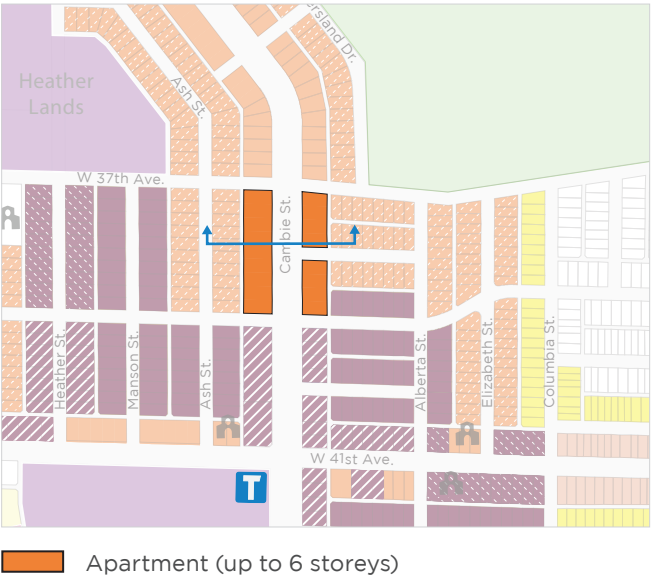 ersland Dr.
Heather
Lands
Ash St.
W 37th Ave.
Cambie St.
Heather St.
Manson St.
Ash St.
Alberta St.
Elizabeth St.
Columbia St.
W 41st Ave.
T
Apartment (up to 6 storeys)